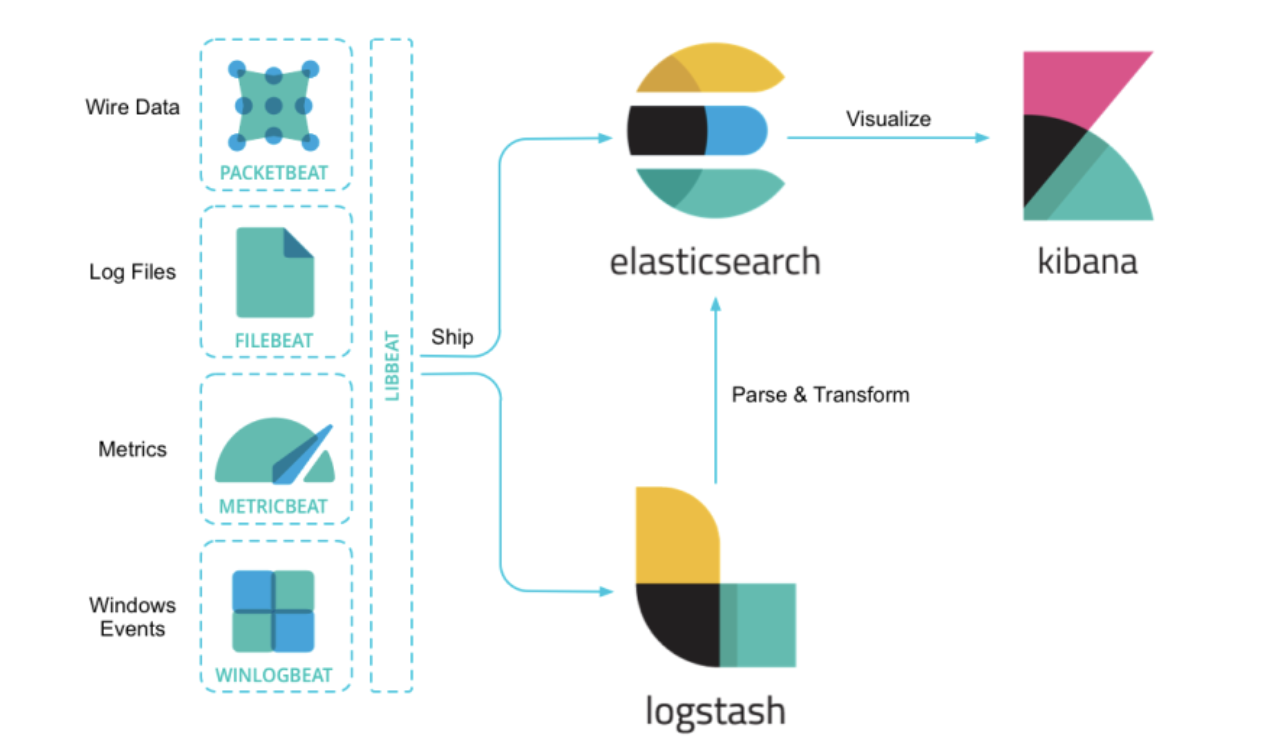 Wire Data
PACKETBEAT
Log Files
FILEBEAT
Metrics
METRICBEAT
Windows
Events
WINLOGBEAT
LIBBEAT
Ship
elasticsearch
Visualize
kibana
Parse & Transform
logstash